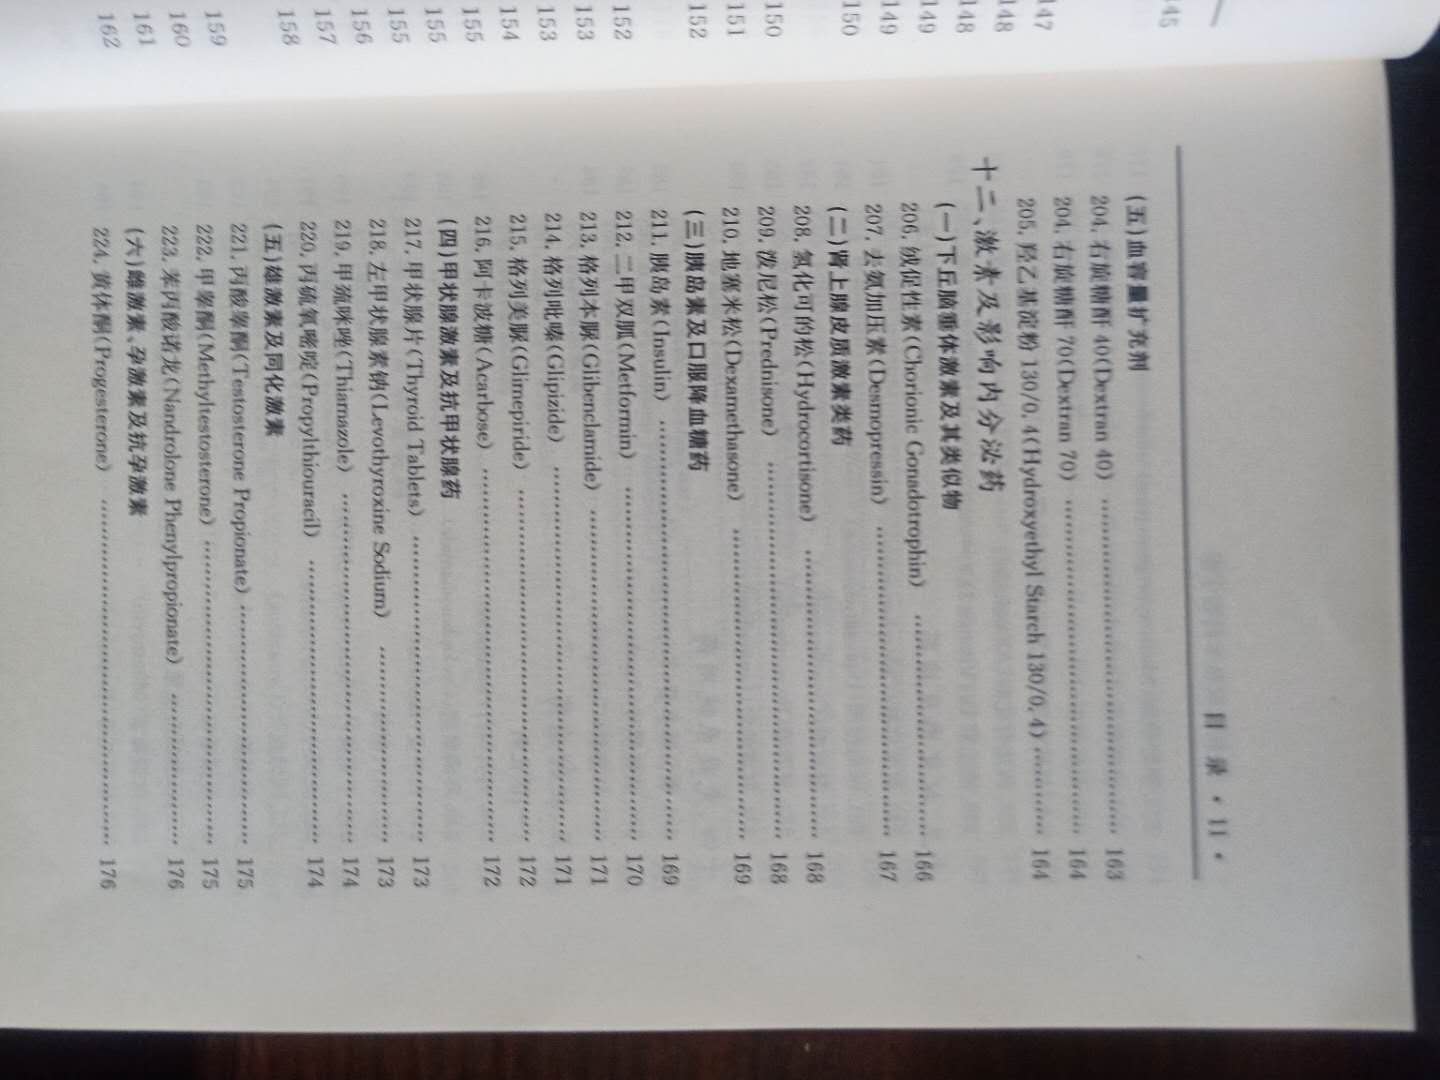 目 录 · 11 ·
(五)血容量扩充剂
204. 右旋糖酐 40(Dextran 40) …… 163
204. 右旋糖酐 70(Dextran 70) …… 164
205. 羟乙基淀粉 130/0.4(Hydroxyethyl Starch 130/0.4) …… 164
十二、激素及影响内分泌药
(一)下丘脑垂体激素及其类似物
206. 绒促性素(Chorionic Gonadotrophin) …… 166
207. 去氨加压素(Desmopressin) …… 167
(二)肾上腺皮质激素类药
208. 氢化可的松(Hydrocortisone) …… 168
209. 泼尼松(Prednisone) …… 168
210. 地塞米松(Dexamethasone) …… 169
(三)胰岛素及口服降血糖药
211. 胰岛素(Insulin) …… 169
212. 二甲双胍(Metformin) …… 170
213. 格列本脲(Glibenclamide) …… 171
214. 格列吡嗪(Glipizide) …… 171
215. 格列美脲(Glimepiride) …… 172
216. 阿卡波糖(Acarbose) …… 172
(四)甲状腺激素及抗甲状腺药
217. 甲状腺片(Thyroid Tablets) …… 173
218. 左甲状腺素钠(Levothyroxine Sodium) …… 173
219. 甲巯咪唑(Thiamazole) …… 174
220. 丙硫氧嘧啶(Propylthiouracil) …… 174
(五)雄激素及同化激素
221. 丙酸睾酮(Testosterone Propionate) …… 175
222. 甲睾酮(Methyltestosterone) …… 175
223. 苯丙酸诺龙(Nandrolone Phenylpropionate) …… 176
(六)雌激素、孕激素及抗孕激素
224. 黄体酮(Progesterone) …… 176
145
147
148
148
149
149
150
150
151
152
152
153
153
154
155
155
155
156
157
158
159
160
161
162